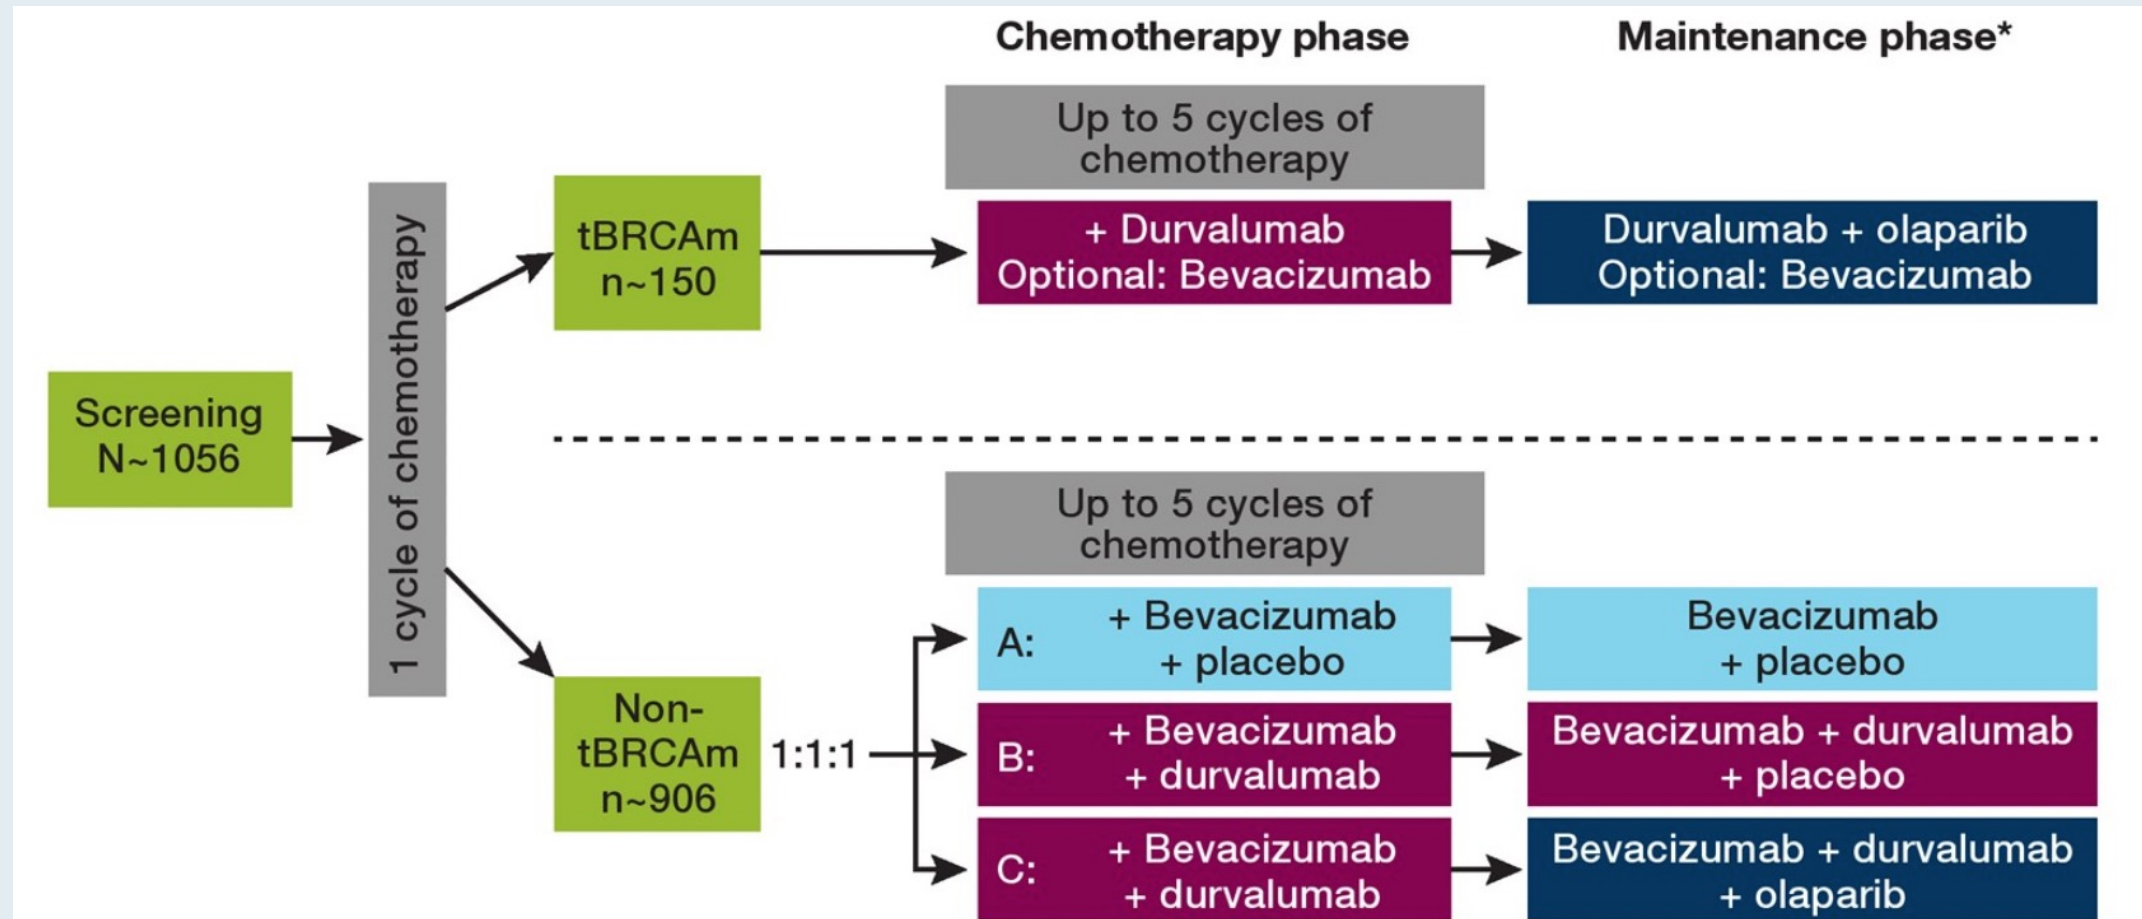 Chemotherapy phase
Maintenance phase*
Up to 5 cycles of
chemotherapy
tBRCAm
n~150
+ Durvalumab
Optional: Bevacizumab
Durvalumab + olaparib
Optional: Bevacizumab
Screening
N~1056
1 cycle of chemotherapy
Up to 5 cycles of
chemotherapy
Non-
tBRCAm
n~906
1:1:1
A:
+ Bevacizumab
+ placebo
Bevacizumab
+ placebo
B:
+ Bevacizumab
+ durvalumab
Bevacizumab + durvalumab
+ placebo
C:
+ Bevacizumab
+ durvalumab
Bevacizumab + durvalumab
+ olaparib